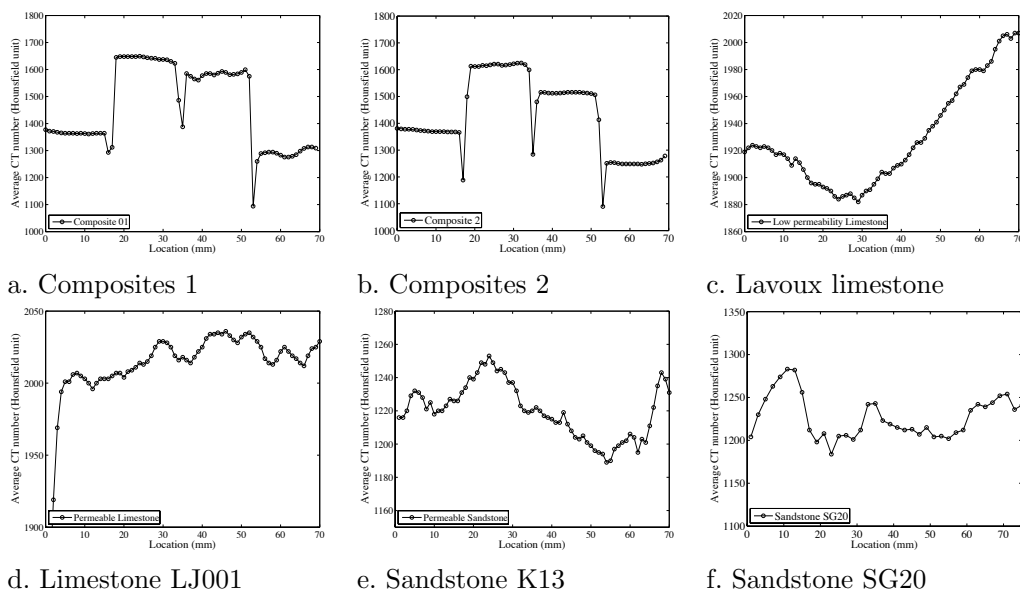 Average CT number (Hounsfield unit)
1800
1700
1600
1500
1400
1300
1200
1100
1000
Composite 01
0 10 20 30 40 50 60 70
Location (mm)
a. Composites 1
Average CT number (Hounsfield unit)
1800
1700
1600
1500
1400
1300
1200
1100
1000
Composite 2
0 10 20 30 40 50 60 70
Location (mm)
b. Composites 2
Average CT number (Hounsfield unit)
2020
2000
1980
1960
1940
1920
1900
1880
1860
Low permeability Limestone
0 10 20 30 40 50 60 70
Location (mm)
c. Lavoux limestone
Average CT number (Hounsfield unit)
2050
2000
1950
1900
Permeable Limestone
0 10 20 30 40 50 60 70
Location (mm)
d. Limestone LJ001
Average CT number (Hounsfield unit)
1280
1260
1240
1220
1200
1180
1160
Permeable Sandstone
0 10 20 30 40 50 60 70
Location (mm)
e. Sandstone K13
Average CT number (Hounsfield unit)
1350
1300
1250
1200
1150
1100
Sandstone SG20
0 10 20 30 40 50 60 70
Location (mm)
f. Sandstone SG20